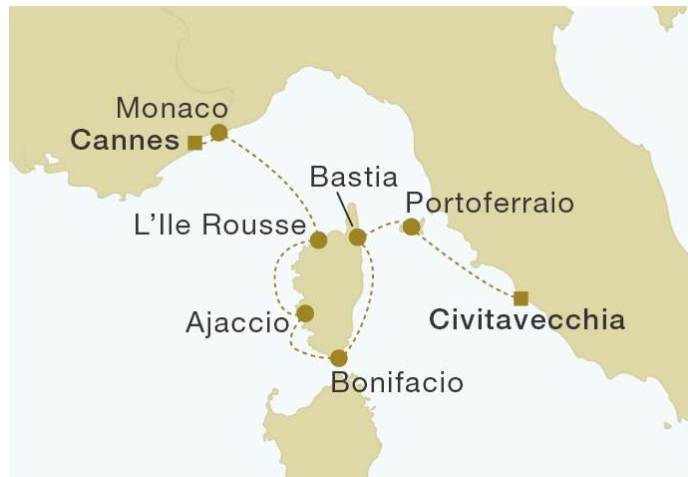 Monaco
Cannes
Bastia
Portoferraio
L'Ile Rousse
Ajaccio
Civitavecchia
Bonifacio